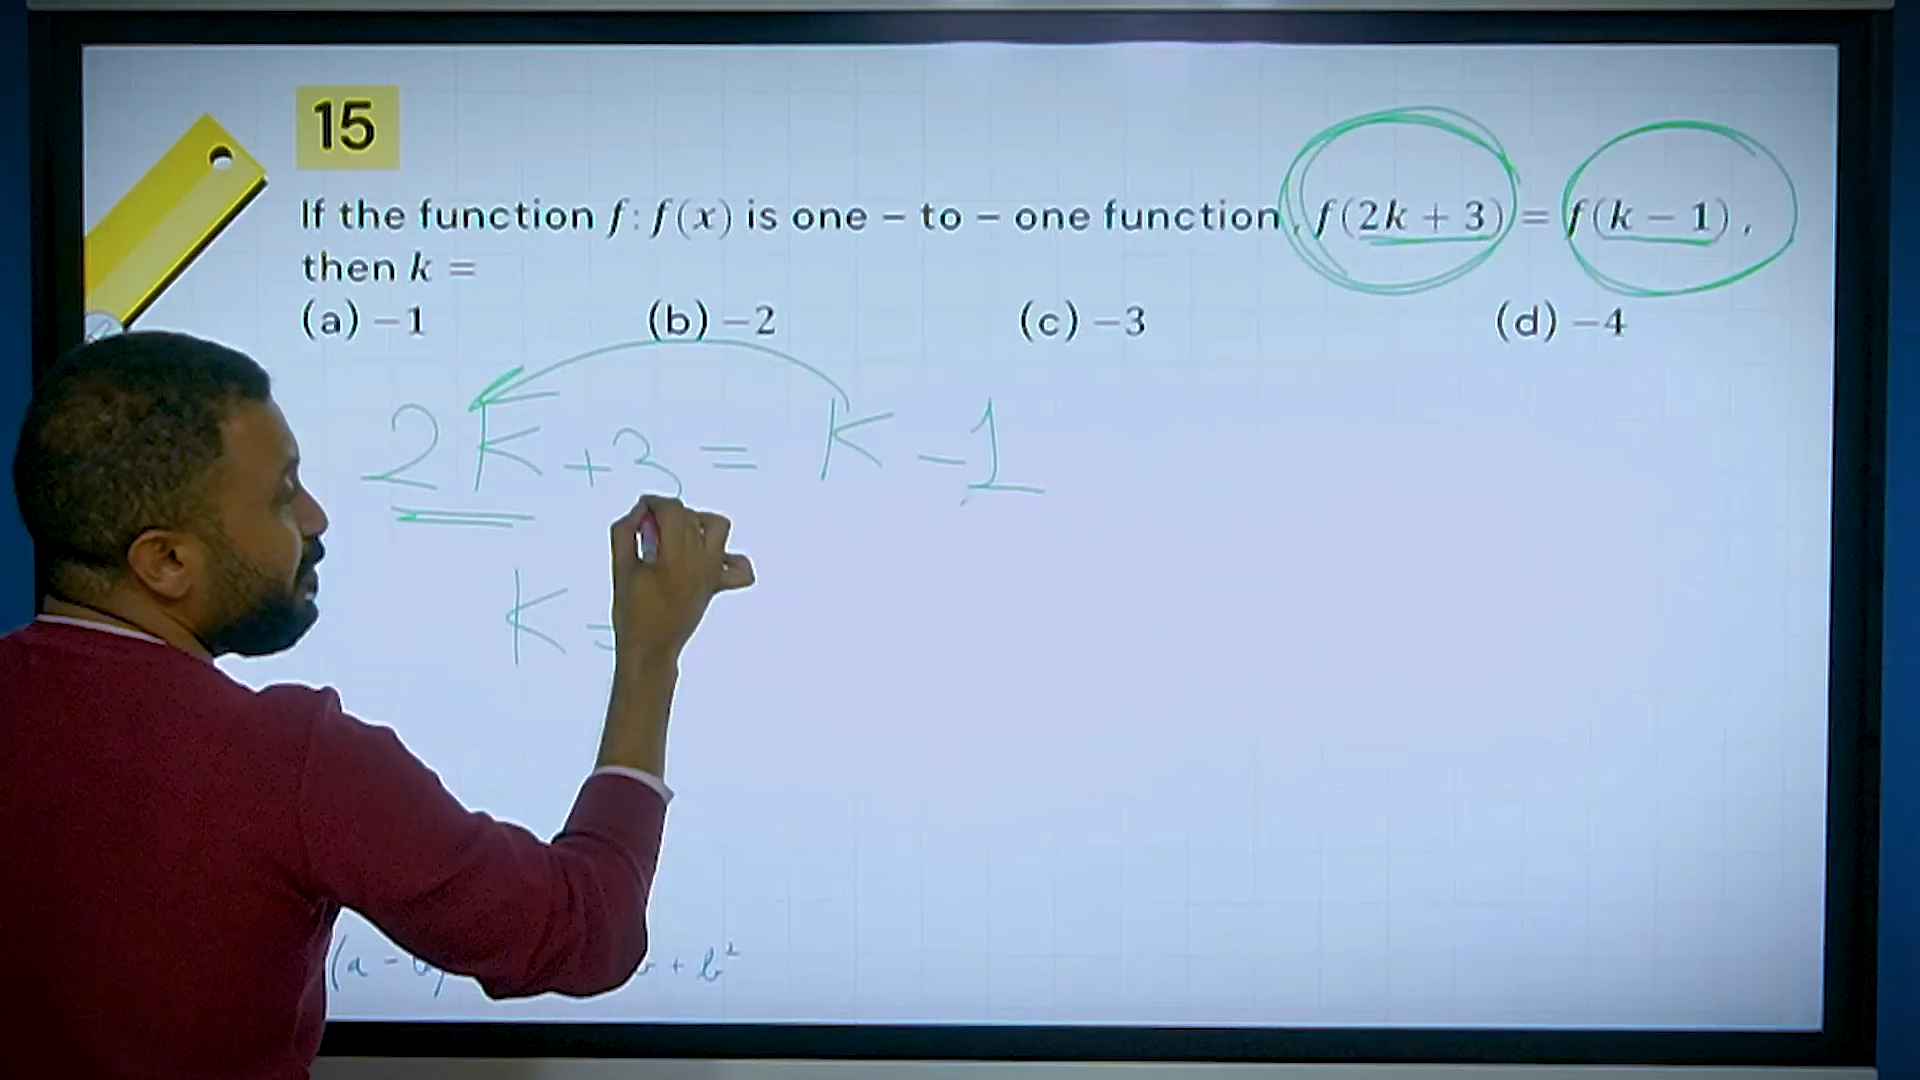 15
If the function f : f(x) is one – to – one function , f(2k + 3) = f(k – 1) ,
then k =
(a) –1 (b) –2 (c) –3 (d) –4
2K + 3 = K - 1
K =
(a - + b²